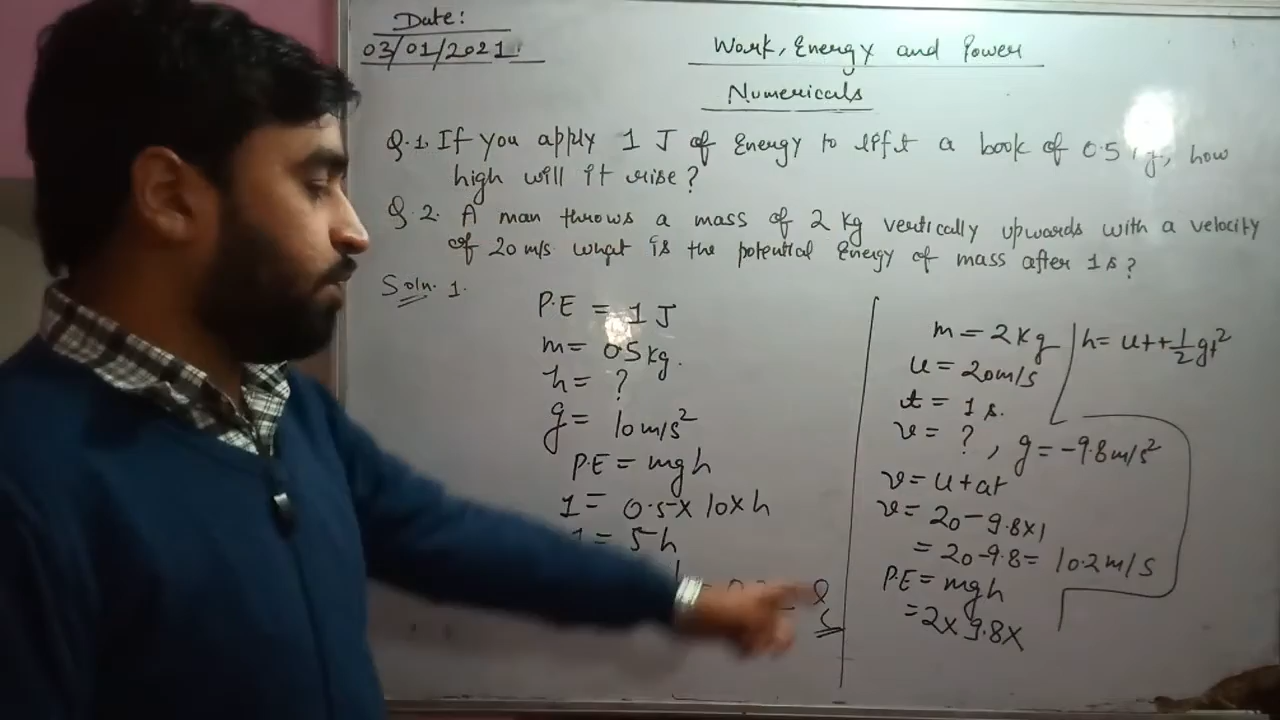 Date:
03/01/2021.
Work, Energy and Power
Numericals
Q.1. If you apply 1 J of Energy to lift a book of 0.5 kg, how
high will it rise?
Q.2. A man throws a mass of 2 kg vertically upwards with a velocity
of 20 m/s. what is the potential Energy of mass after 1 s?
Soln. 1.
P.E = 1 J
m = 0.5 kg.
h = ?
g = 10 m/s²
P.E = mgh
1 = 0.5 x 10 x h
1 = 5 h
m = 2 kg
u = 20 m/s
t = 1 s.
v = ? , g = -9.8 m/s²
v = u + at
v = 20 - 9.8 x 1
= 20 - 9.8 = 10.2 m/s
P.E = mgh
= 2 x 9.8 x
h = ut + 1/2 gt²